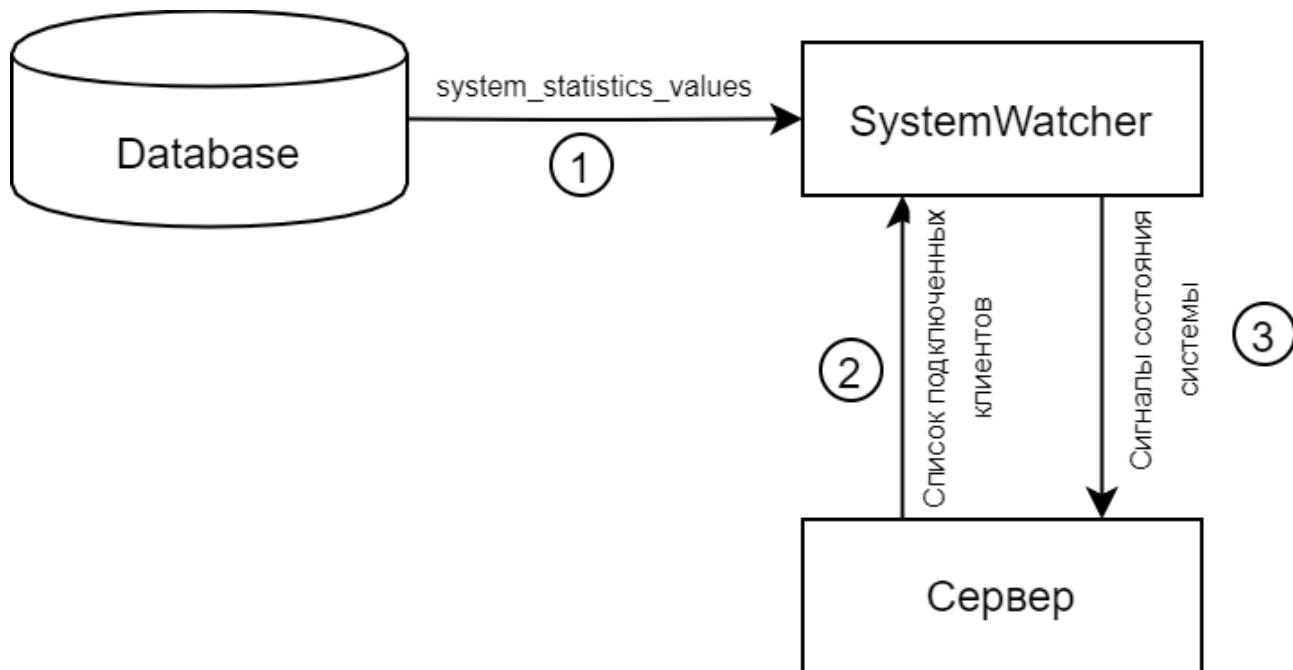 system_statistics_values
Database
1
SystemWatcher
2
Список подключенных
клиентов
Сигналы состояния
системы
3
Сервер